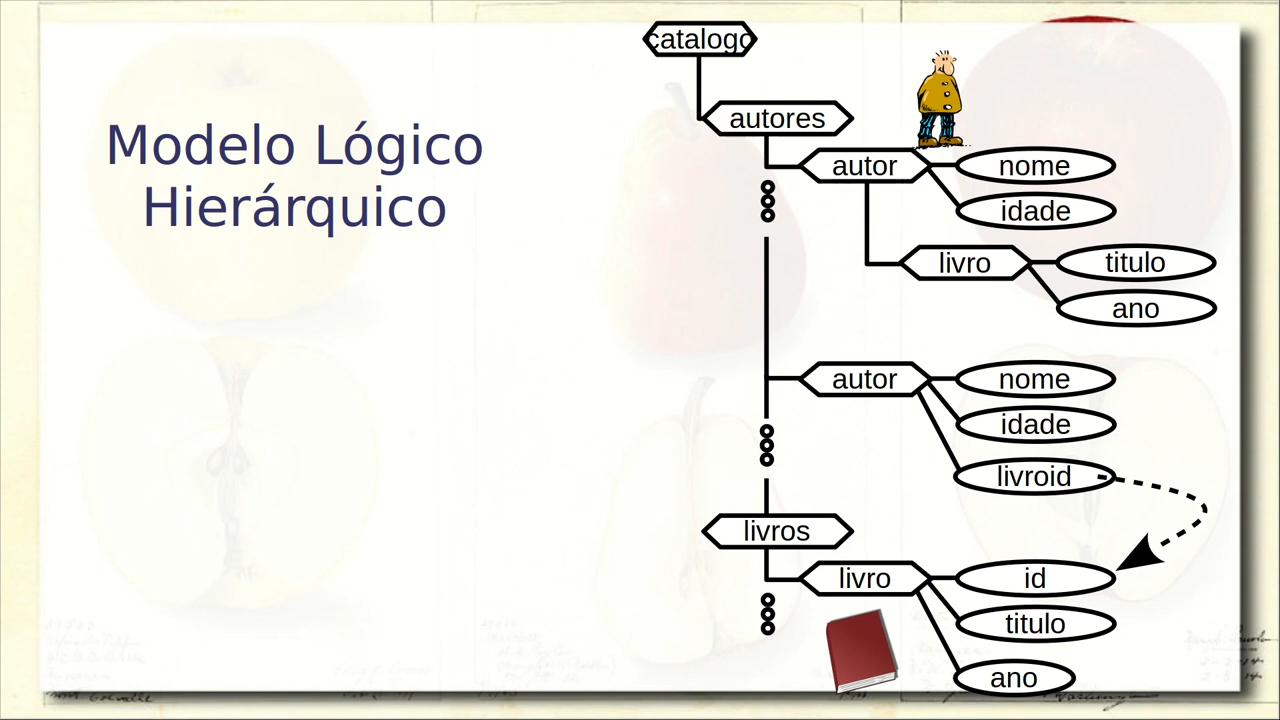 Modelo Lógico
Hierárquico
catalogo
autores
autor
nome
idade
livro
titulo
ano
autor
nome
idade
livroid
livros
livro
id
titulo
ano